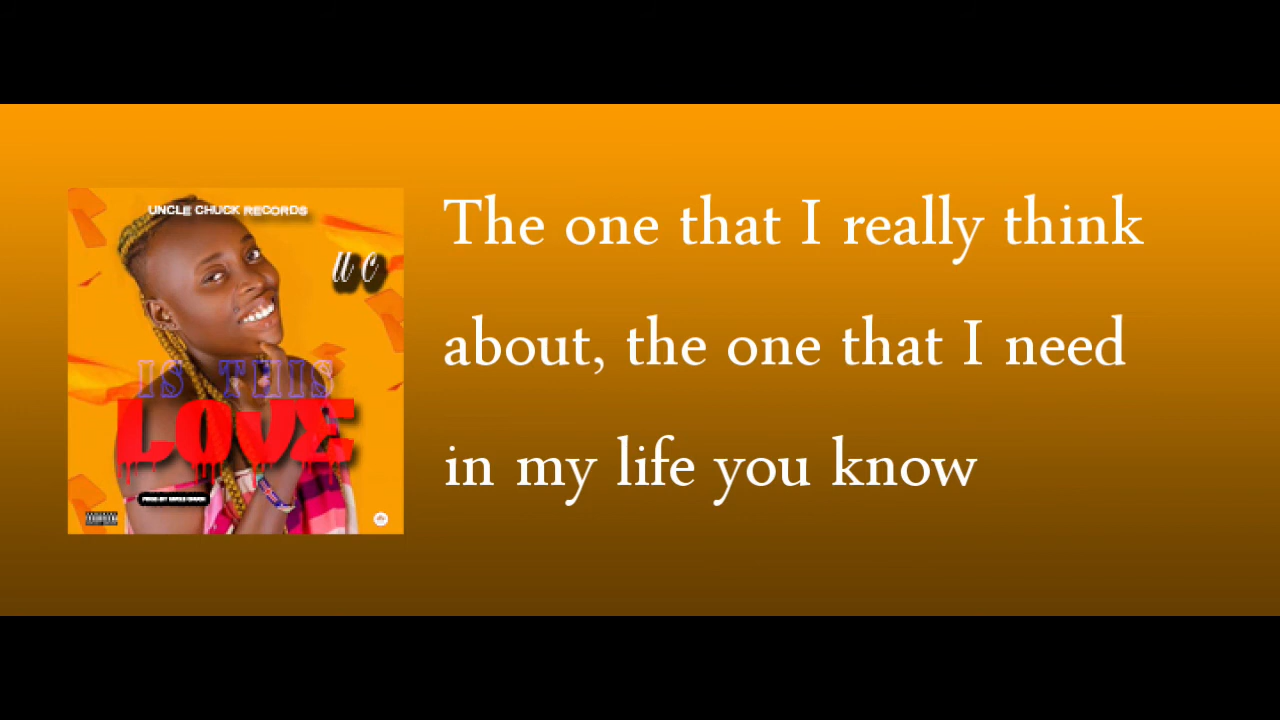 UNCLE CHUCK RECORDS
U C
IS THIS
LOVE
The one that I really think
about, the one that I need
in my life you know